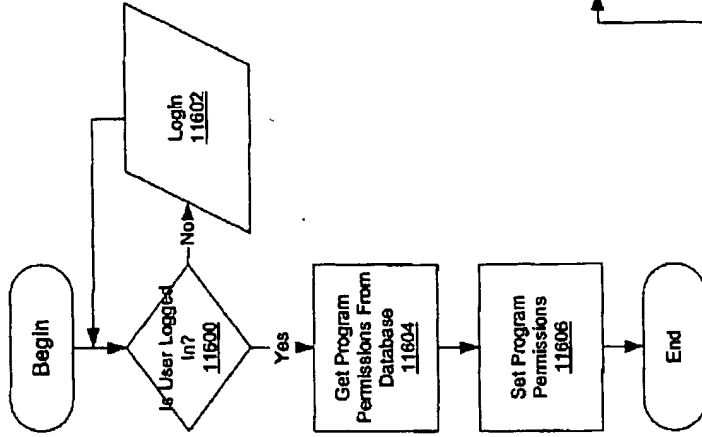 Begin
Is User Logged
In?
11600
No
Login
11602
Yes
Get Program
Permissions From
Database
11604
Set Program
Permissions
11606
End